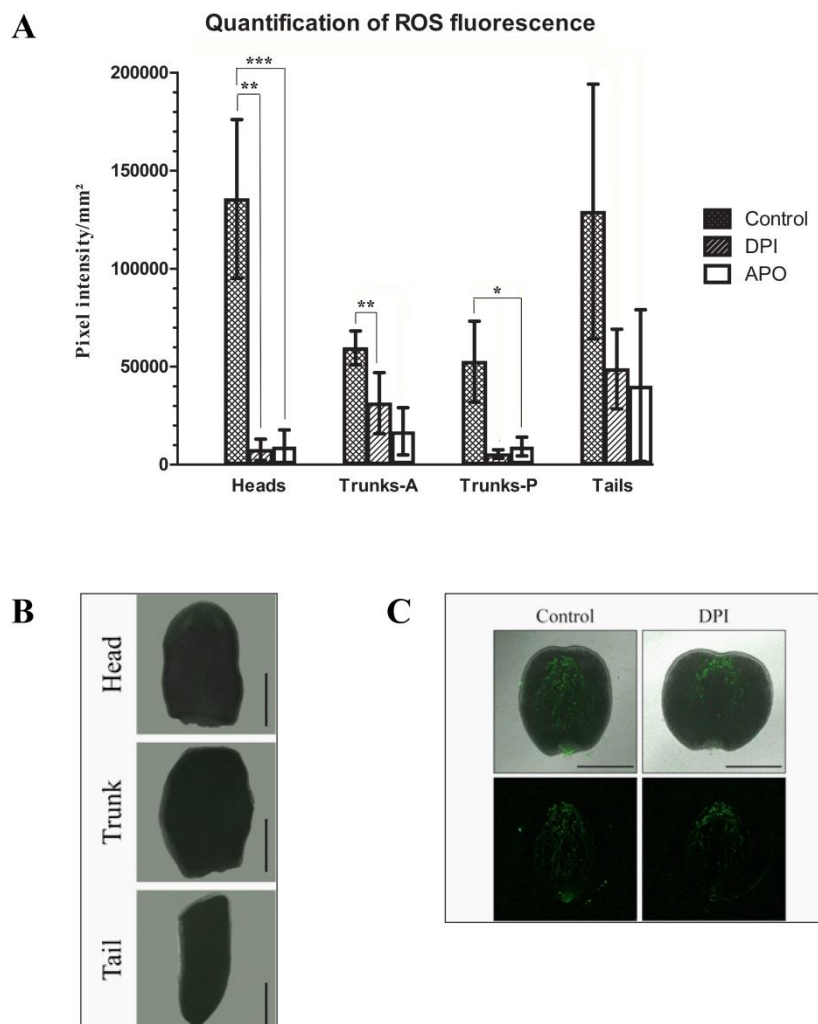 A
Quantification of ROS fluorescence
Pixel intensity/mm²
200000
150000
100000
50000
0
***
**
**
*
Heads
Trunks-A
Trunks-P
Tails
Control
DPI
APO
B
Head
Trunk
Tail
C
Control
DPI